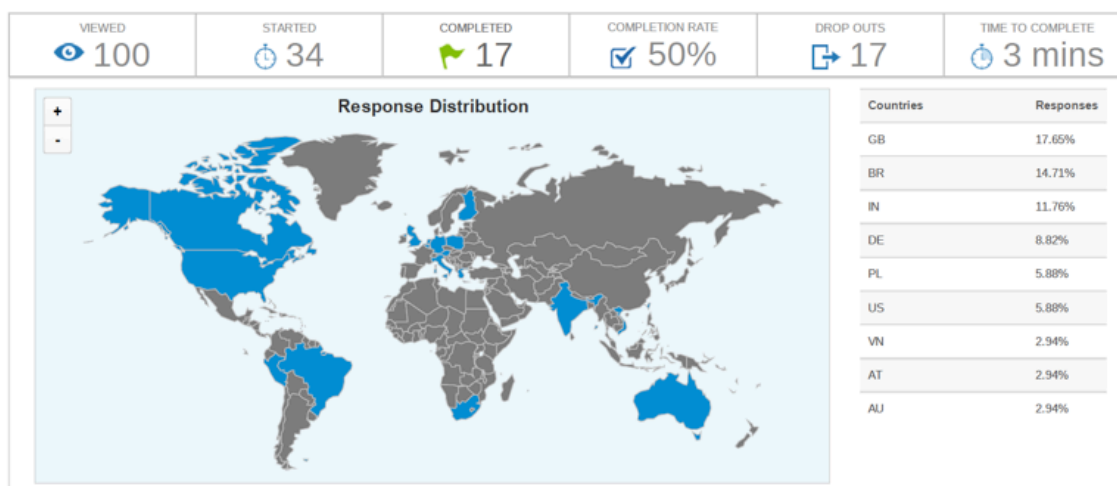 VIEWED
100
STARTED
34
COMPLETED
17
COMPLETION RATE
50%
DROP OUTS
17
TIME TO COMPLETE
3 mins
+
-
Response Distribution
Countries Responses
GB 17.65%
BR 14.71%
IN 11.76%
DE 8.82%
PL 5.88%
US 5.88%
VN 2.94%
AT 2.94%
AU 2.94%